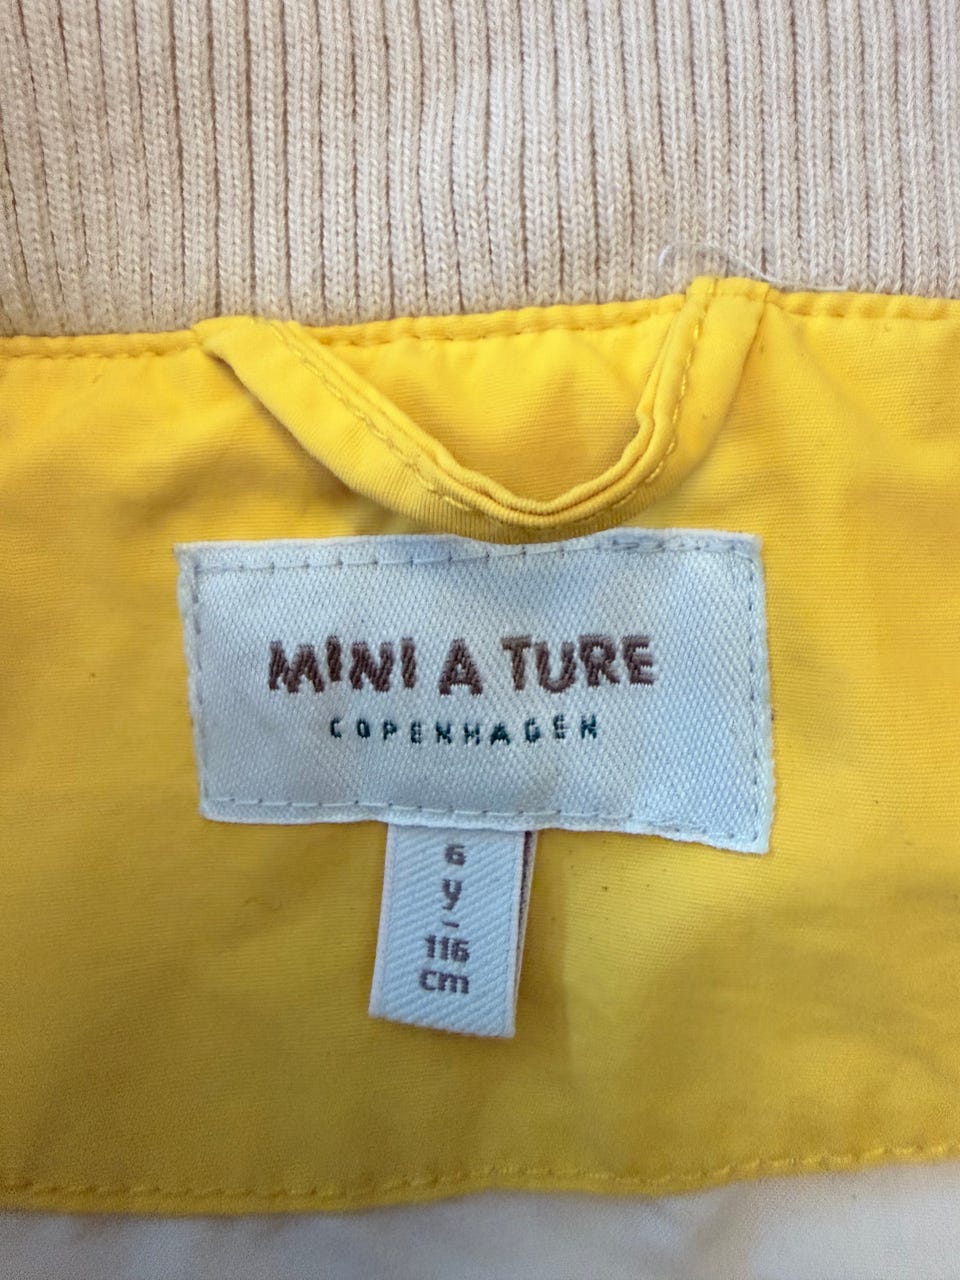 MINI A TURE
COPENHAGEN
6
y
-
116
cm